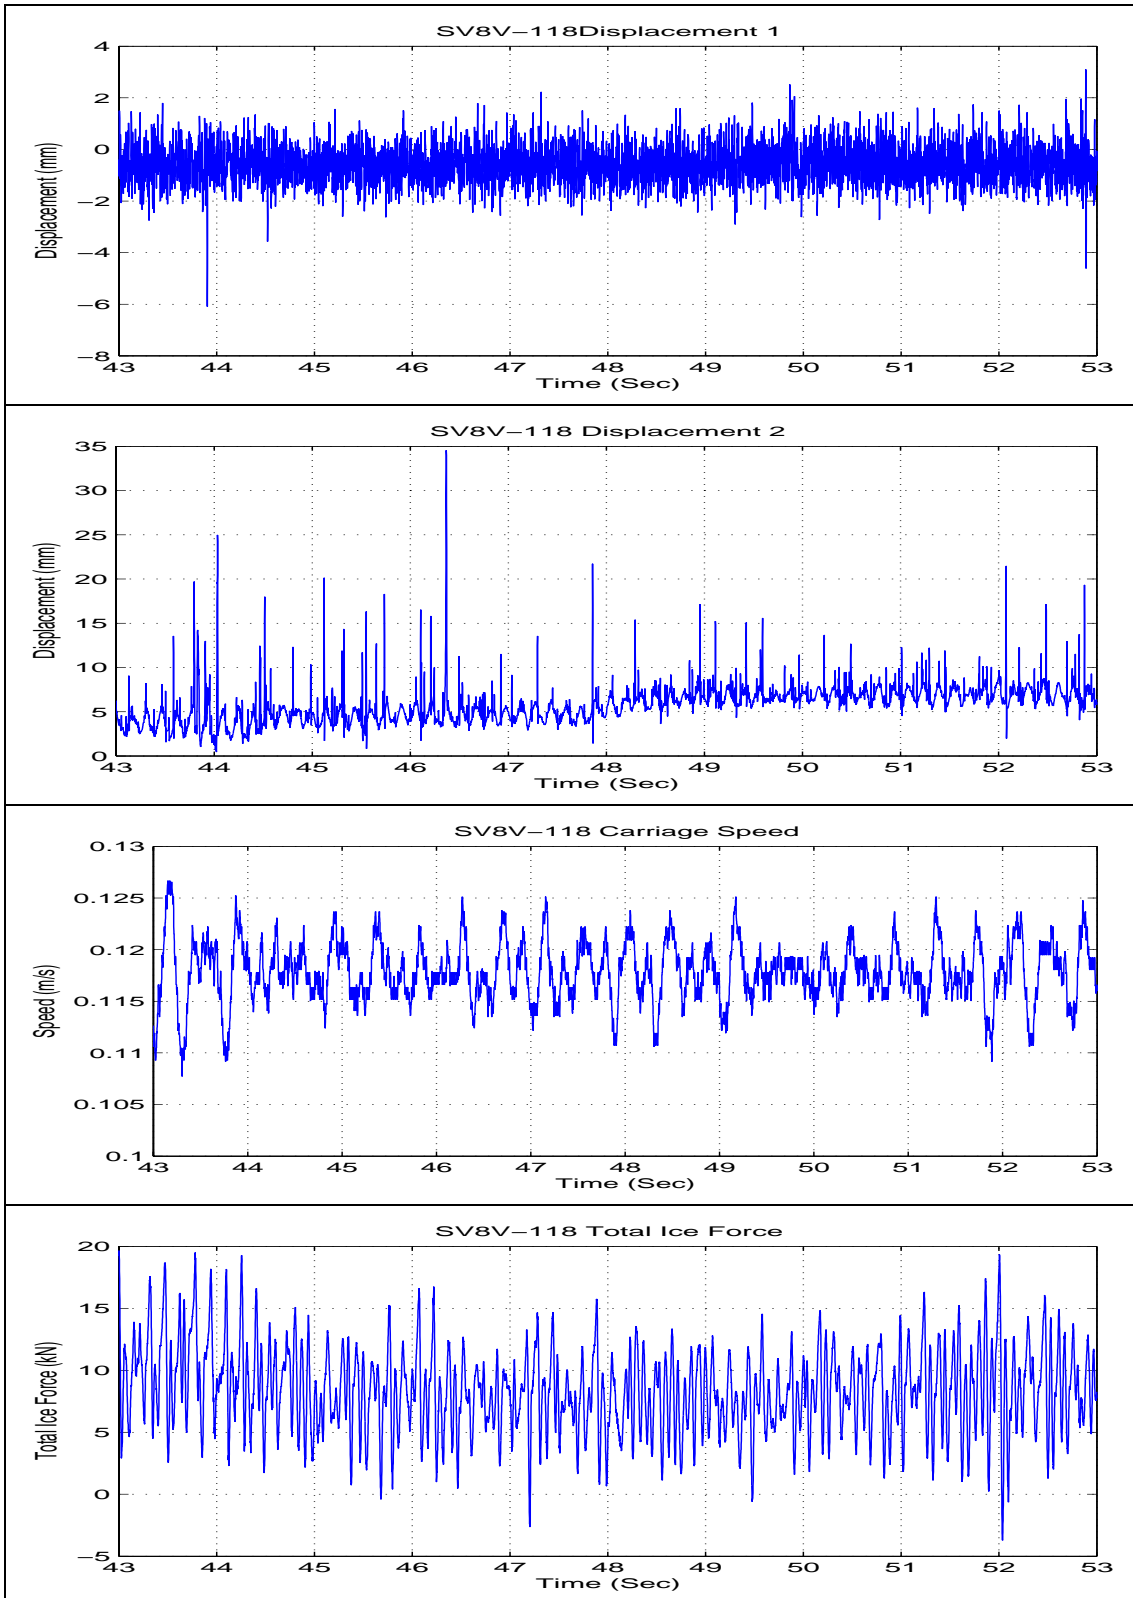 SV8V−118Displacement 1
4
2
0
−2
−4
−6
−8
Displacement (mm)
43 44 45 46 47 48 49 50 51 52 53
Time (Sec)
SV8V−118 Displacement 2
35
30
25
20
15
10
5
0
Displacement (mm)
43 44 45 46 47 48 49 50 51 52 53
Time (Sec)
SV8V−118 Carriage Speed
0.13
0.125
0.12
0.115
0.11
0.105
0.1
Speed (m/s)
43 44 45 46 47 48 49 50 51 52 53
Time (Sec)
SV8V−118 Total Ice Force
20
15
10
5
0
−5
Total Ice Force (kN)
43 44 45 46 47 48 49 50 51 52 53
Time (Sec)